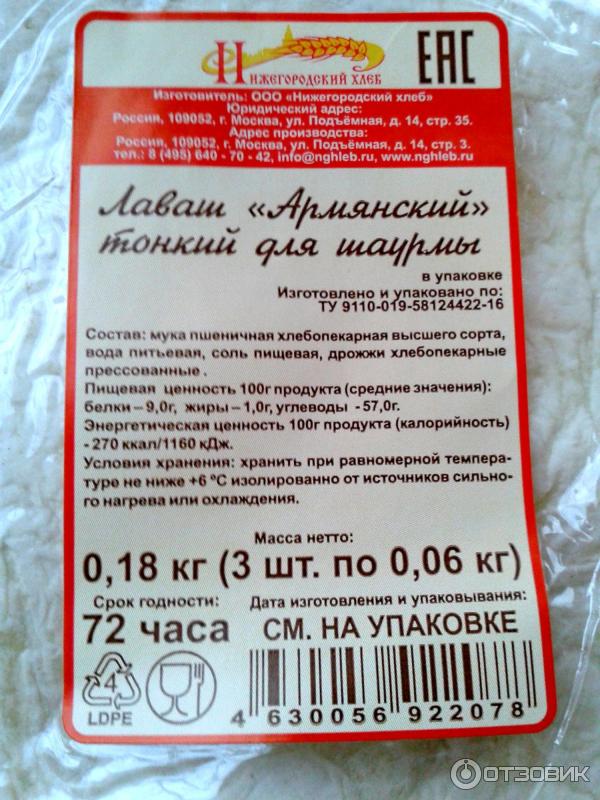 Нижегородский хлеб
EAC
Изготовитель: ООО «Нижегородский хлеб»
Юридический адрес:
Россия, 109052, г. Москва, ул. Подъёмная, д. 14, стр. 35.
Адрес производства:
Россия, 109052, г. Москва, ул. Подъёмная, д. 14, стр. 3.
тел.: 8 (495) 640 - 70 - 42, info@nghleb.ru, www.nghleb.ru
Лаваш «Армянский»
тонкий для шаурмы
в упаковке
Изготовлено и упаковано по:
ТУ 9110-019-58124422-16
Состав: мука пшеничная хлебопекарная высшего сорта,
вода питьевая, соль пищевая, дрожжи хлебопекарные
прессованные .
Пищевая ценность 100г продукта (средние значения):
белки – 9,0г, жиры – 1,0г, углеводы - 57,0г.
Энергетическая ценность 100г продукта (калорийность)
- 270 ккал/1160 кДж.
Условия хранения: хранить при равномерной темпера-
туре не ниже +6 ºС изолированно от источников сильно-
го нагрева или охлаждения.
Масса нетто:
0,18 кг (3 шт. по 0,06 кг)
Срок годности: Дата изготовления и упаковывания:
72 часа СМ. НА УПАКОВКЕ
4
LDPE
4 630056 922078
ОТЗОВИК